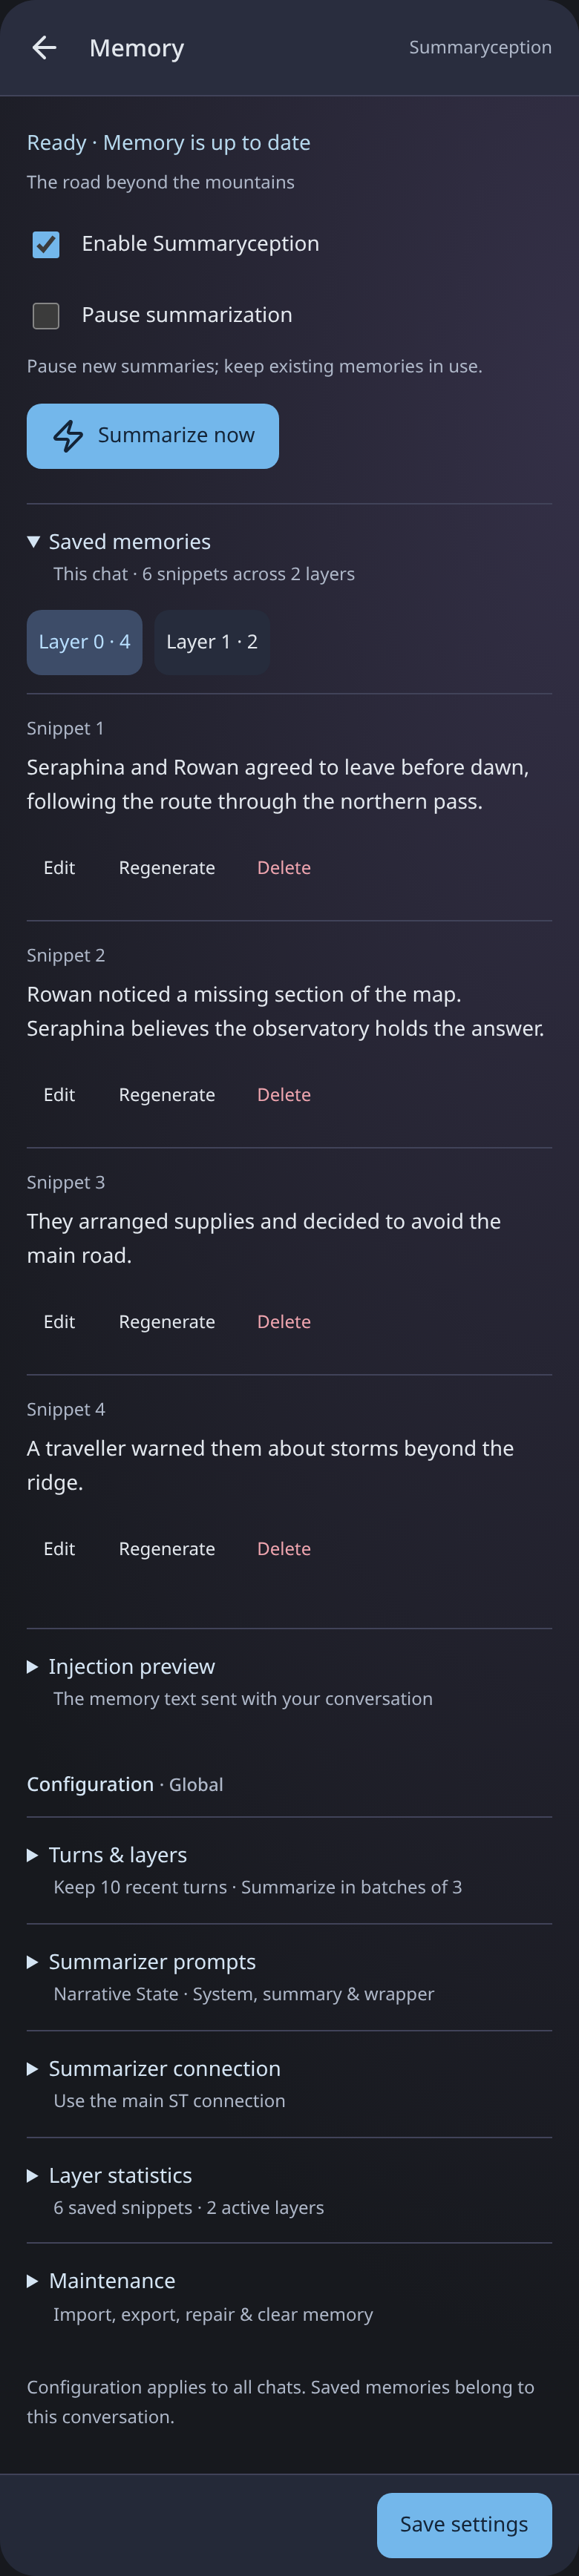 Memory
Summaryception
Ready · Memory is up to date
The road beyond the mountains
Enable Summaryception
Pause summarization
Pause new summaries; keep existing memories in use.
Summarize now
Saved memories
This chat · 6 snippets across 2 layers
Layer 0 · 4
Layer 1 · 2
Snippet 1
Seraphina and Rowan agreed to leave before dawn,
following the route through the northern pass.
Edit Regenerate Delete
Snippet 2
Rowan noticed a missing section of the map.
Seraphina believes the observatory holds the answer.
Edit Regenerate Delete
Snippet 3
They arranged supplies and decided to avoid the
main road.
Edit Regenerate Delete
Snippet 4
A traveller warned them about storms beyond the
ridge.
Edit Regenerate Delete
Injection preview
The memory text sent with your conversation
Configuration · Global
Turns & layers
Keep 10 recent turns · Summarize in batches of 3
Summarizer prompts
Narrative State · System, summary & wrapper
Summarizer connection
Use the main ST connection
Layer statistics
6 saved snippets · 2 active layers
Maintenance
Import, export, repair & clear memory
Configuration applies to all chats. Saved memories belong to
this conversation.
Save settings